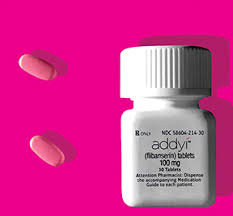 ℞ ONLY NDC 58604-214-30
addyi™
(flibanserin) tablets
100 mg
30 Tablets
Attention Pharmacist: Dispense
the accompanying Medication
Guide to each patient.